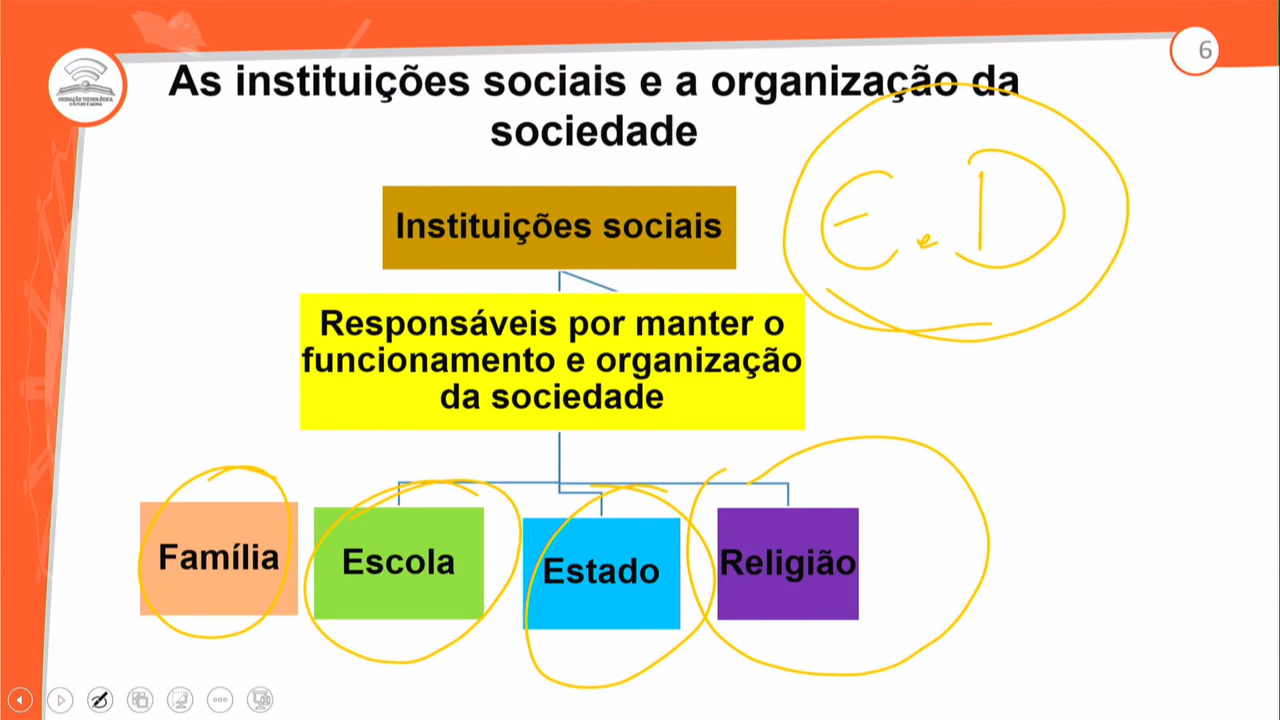 6
As instituições sociais e a organização da
sociedade
E e D
Instituições sociais
Responsáveis por manter o
funcionamento e organização
da sociedade
Família
Escola
Estado
Religião